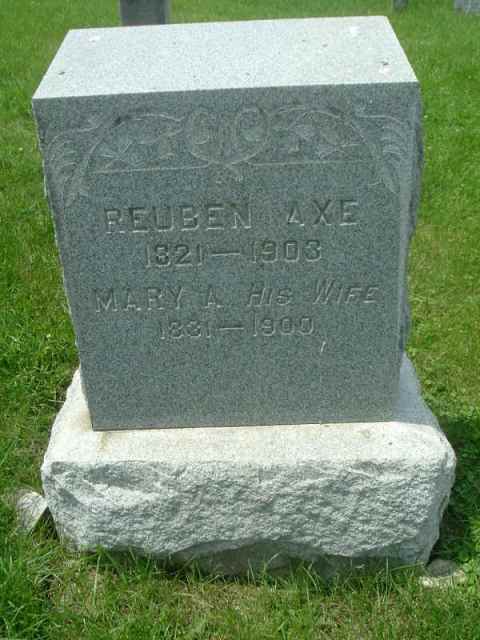 REUBEN AXE
1821–1903
MARY A. HIS WIFE
1831–1900